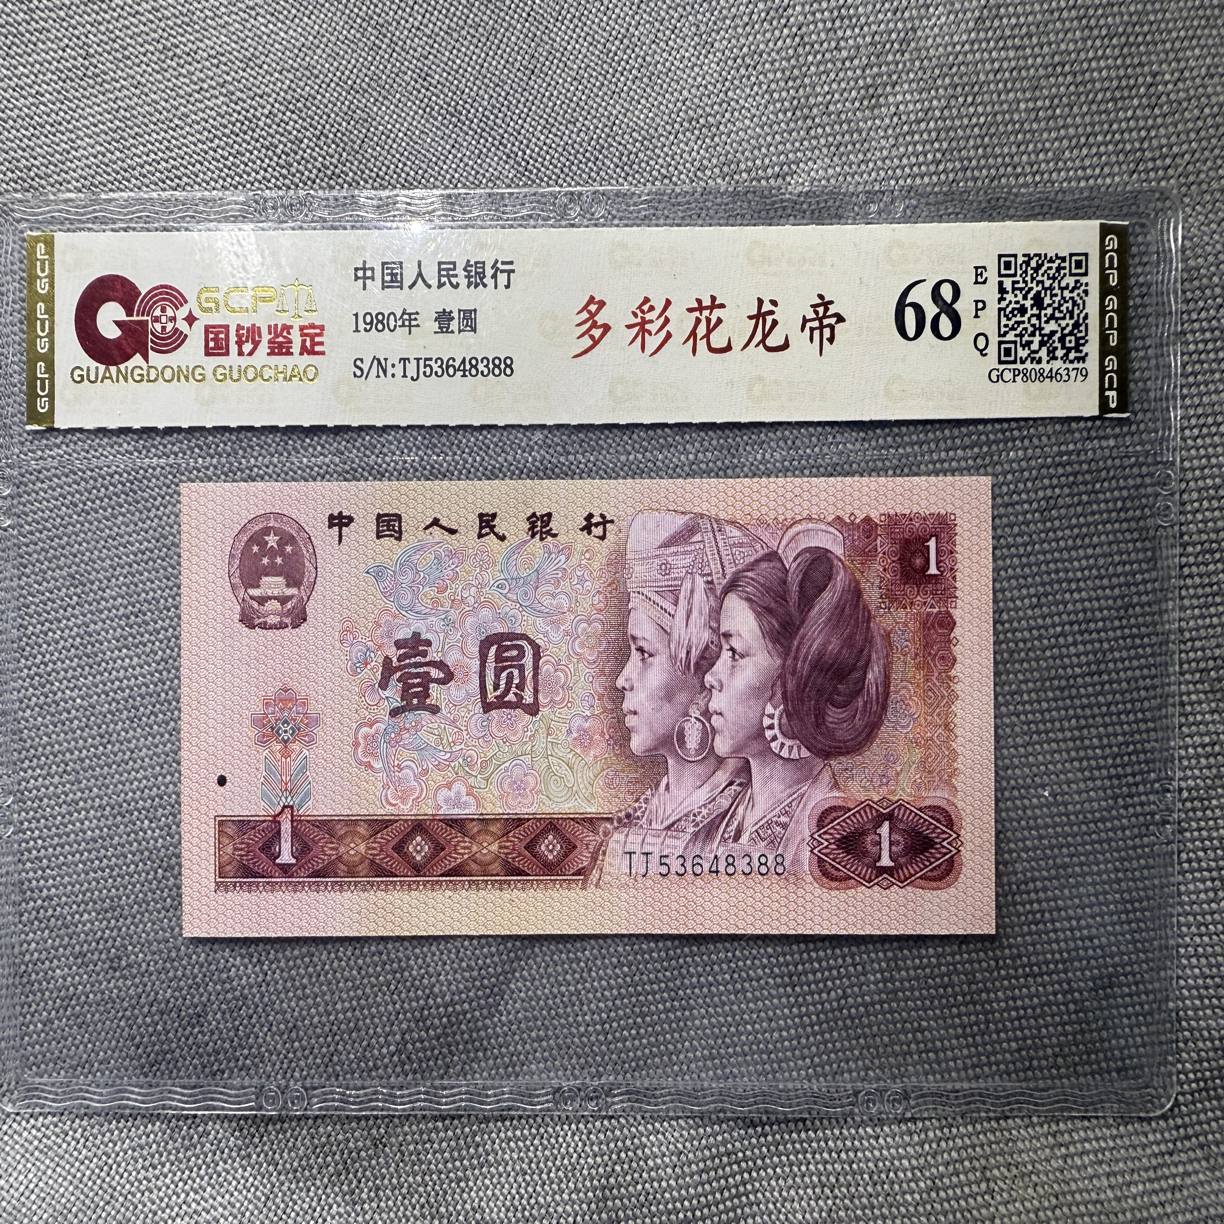 GCP GCP GCP
GCP
国钞鉴定
GUANGDONG GUOCHAO
中国人民银行
1980年 壹圆
S/N:TJ53648388
多彩花龙帝
68
E
P
Q
GCP80846379
GCP GCP GCP
中国人民银行
1
壹圆
1
TJ53648388
1